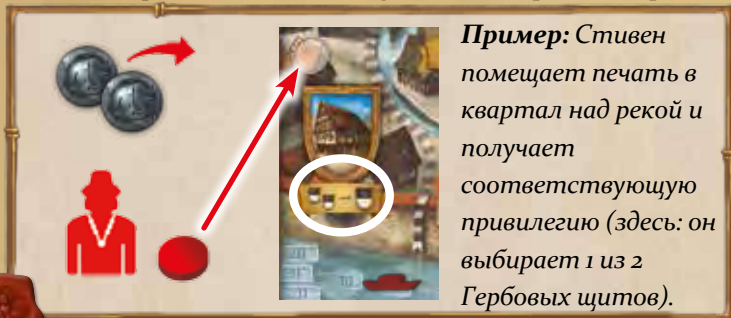 Пример: Стивен
помещает печать в
квартал над рекой и
получает
соответствующую
привилегию (здесь: он
выбирает 1 из 2
Гербовых щитов).